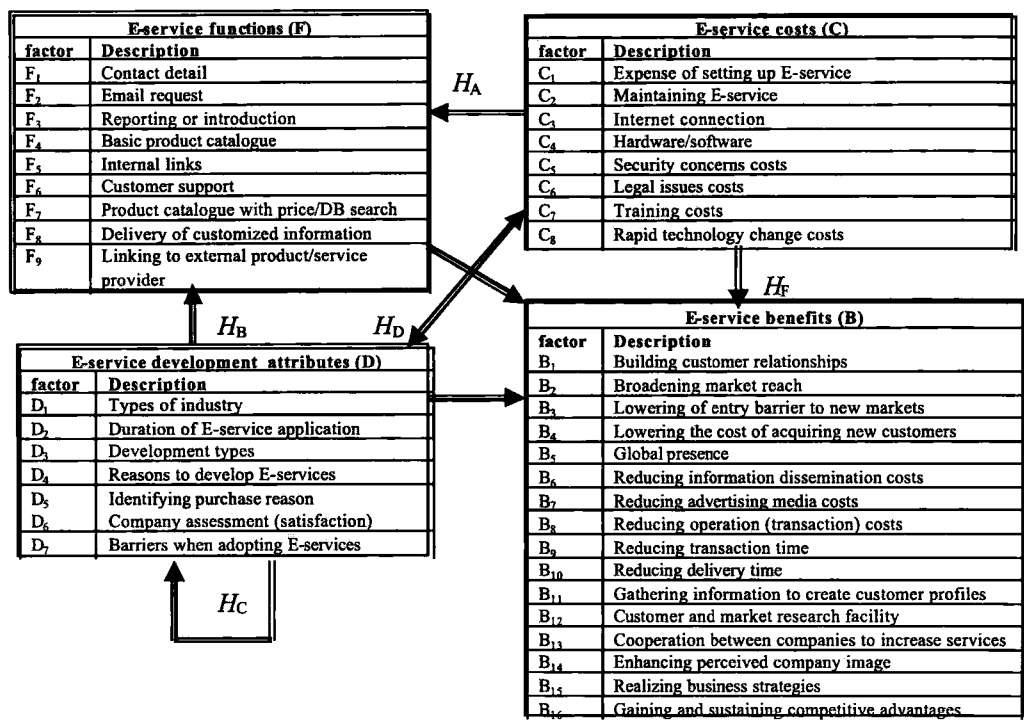 E-service functions (F)
factor Description
F₁ Contact detail
F₂ Email request
F₃ Reporting or introduction
F₄ Basic product catalogue
F₅ Internal links
F₆ Customer support
F₇ Product catalogue with price/DB search
F₈ Delivery of customized information
F₉ Linking to external product/service
provider
H_A
E-service costs (C)
factor Description
C₁ Expense of setting up E-service
C₂ Maintaining E-service
C₃ Internet connection
C₄ Hardware/software
C₅ Security concerns costs
C₆ Legal issues costs
C₇ Training costs
C₈ Rapid technology change costs
H_B
H_D
H_F
E-service development attributes (D)
factor Description
D₁ Types of industry
D₂ Duration of E-service application
D₃ Development types
D₄ Reasons to develop E-services
D₅ Identifying purchase reason
D₆ Company assessment (satisfaction)
D₇ Barriers when adopting E-services
H_C
E-service benefits (B)
factor Description
B₁ Building customer relationships
B₂ Broadening market reach
B₃ Lowering of entry barrier to new markets
B₄ Lowering the cost of acquiring new customers
B₅ Global presence
B₆ Reducing information dissemination costs
B₇ Reducing advertising media costs
B₈ Reducing operation (transaction) costs
B₉ Reducing transaction time
B₁₀ Reducing delivery time
B₁₁ Gathering information to create customer profiles
B₁₂ Customer and market research facility
B₁₃ Cooperation between companies to increase services
B₁₄ Enhancing perceived company image
B₁₅ Realizing business strategies
B₁₆ Gaining and sustaining competitive advantages